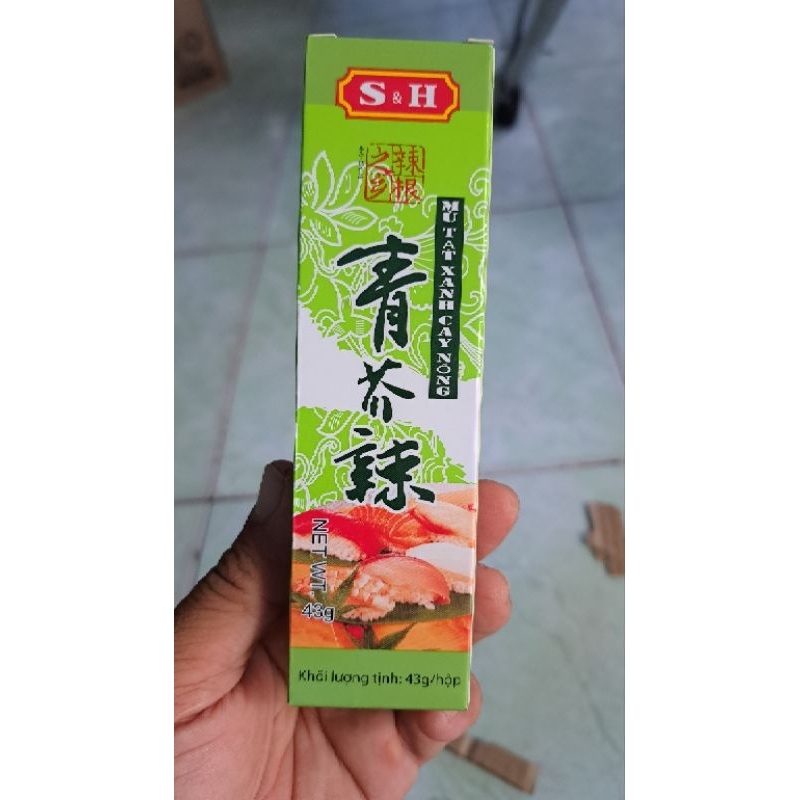 S&H
辣根
MÙ TẠT XANH CAY NỒNG
青芥辣
NET WT.
43g
Khối lượng tịnh: 43g/hộp